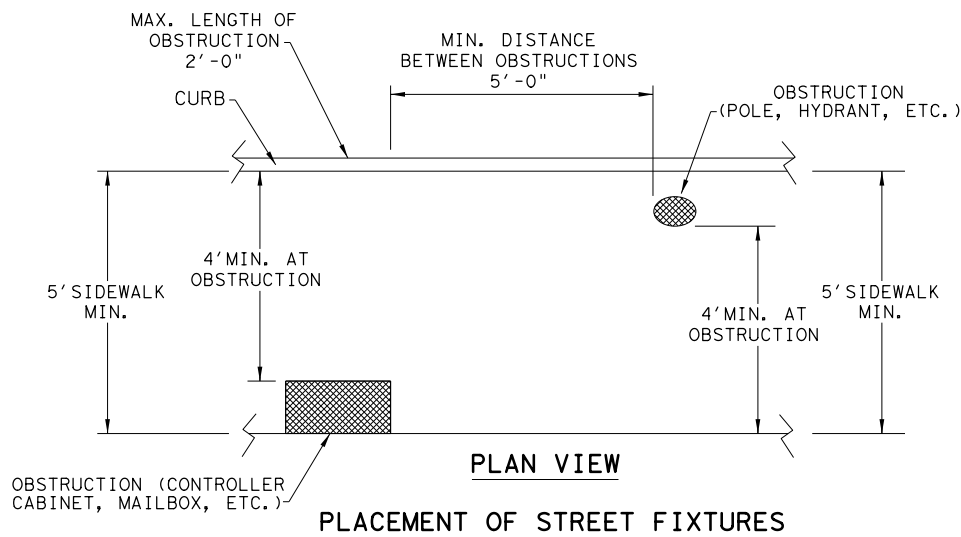 MAX. LENGTH OF
OBSTRUCTION
2'-0"
MIN. DISTANCE
BETWEEN OBSTRUCTIONS
5'-0"
CURB
OBSTRUCTION
(POLE, HYDRANT, ETC.)
4'MIN. AT
OBSTRUCTION
5'SIDEWALK
MIN.
4'MIN. AT
OBSTRUCTION
5'SIDEWALK
MIN.
OBSTRUCTION (CONTROLLER
CABINET, MAILBOX, ETC.)
PLAN VIEW
PLACEMENT OF STREET FIXTURES